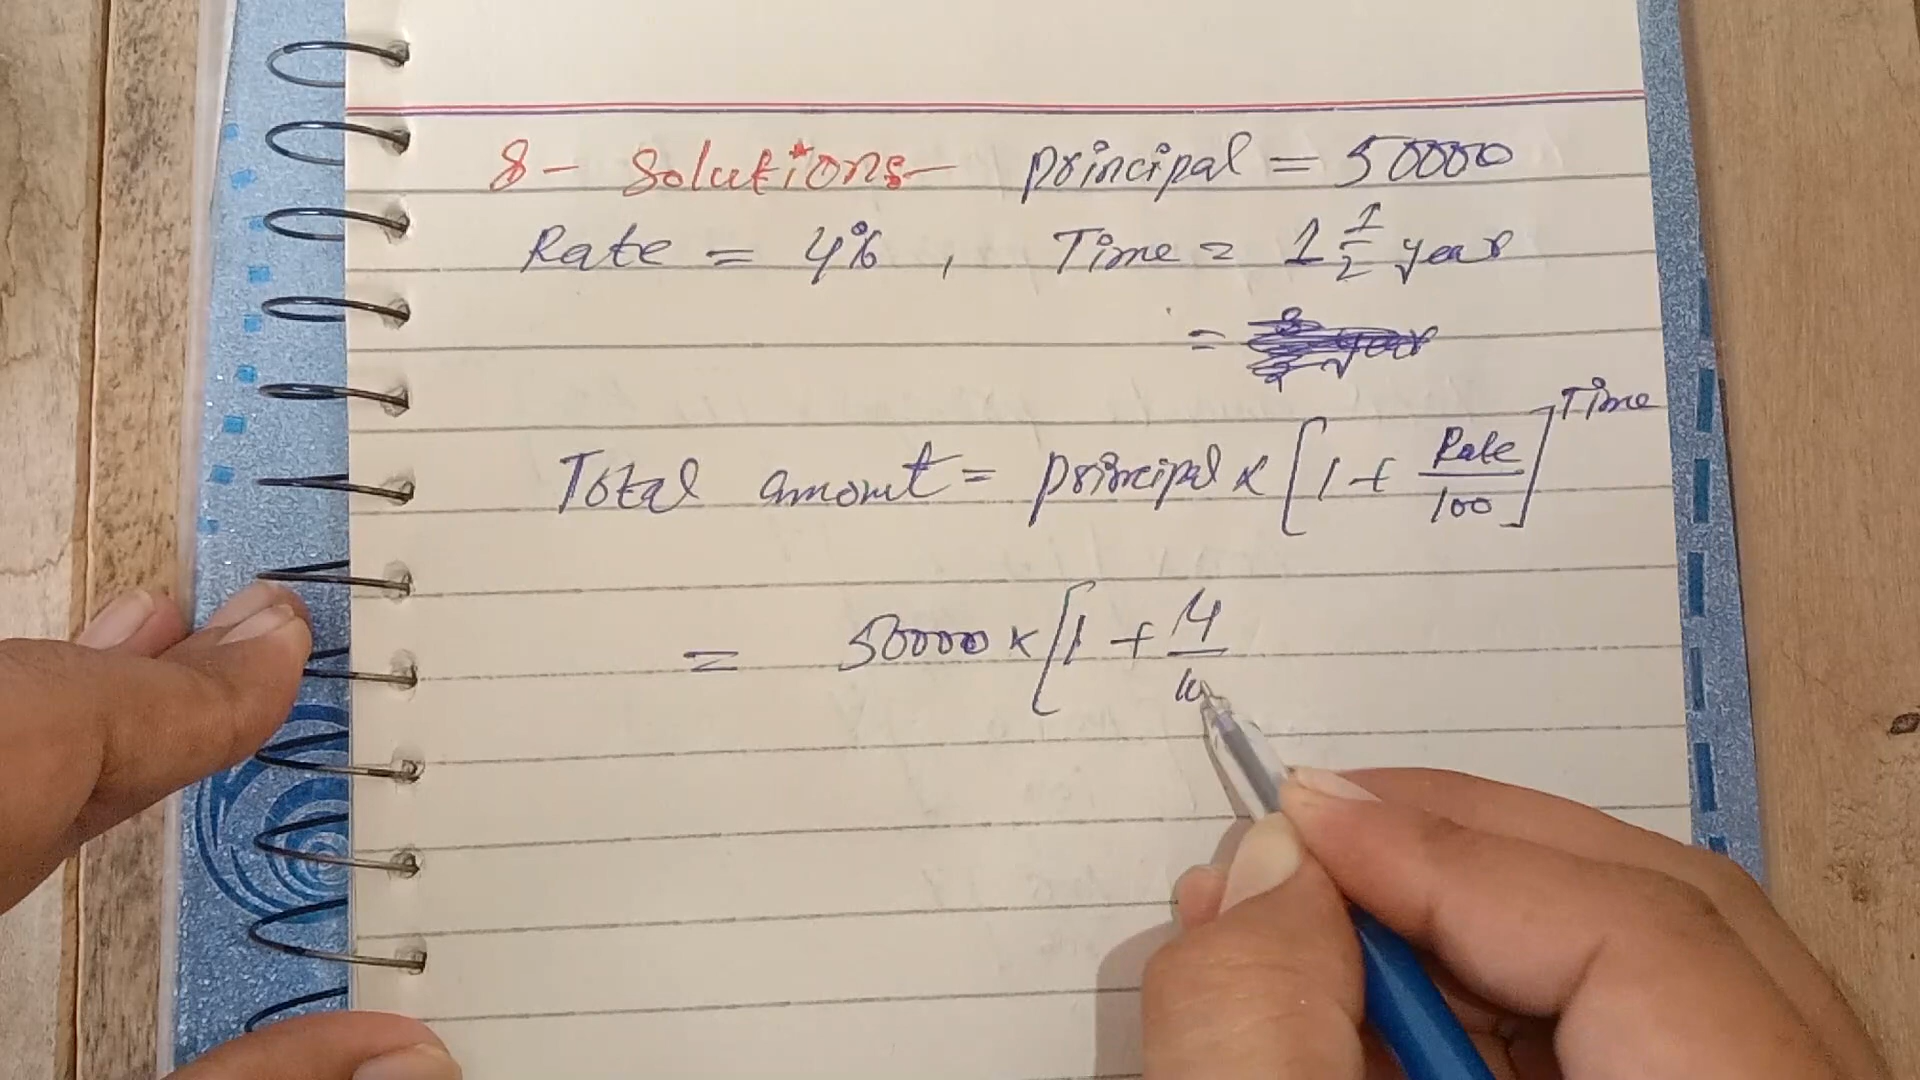 8- Solutions- principal = 50000
Rate = 4%, Time = 1 1/2 year
=
Total amount = principal × [1 + Rate/100]^Time
= 50000 × [1 + 4/10